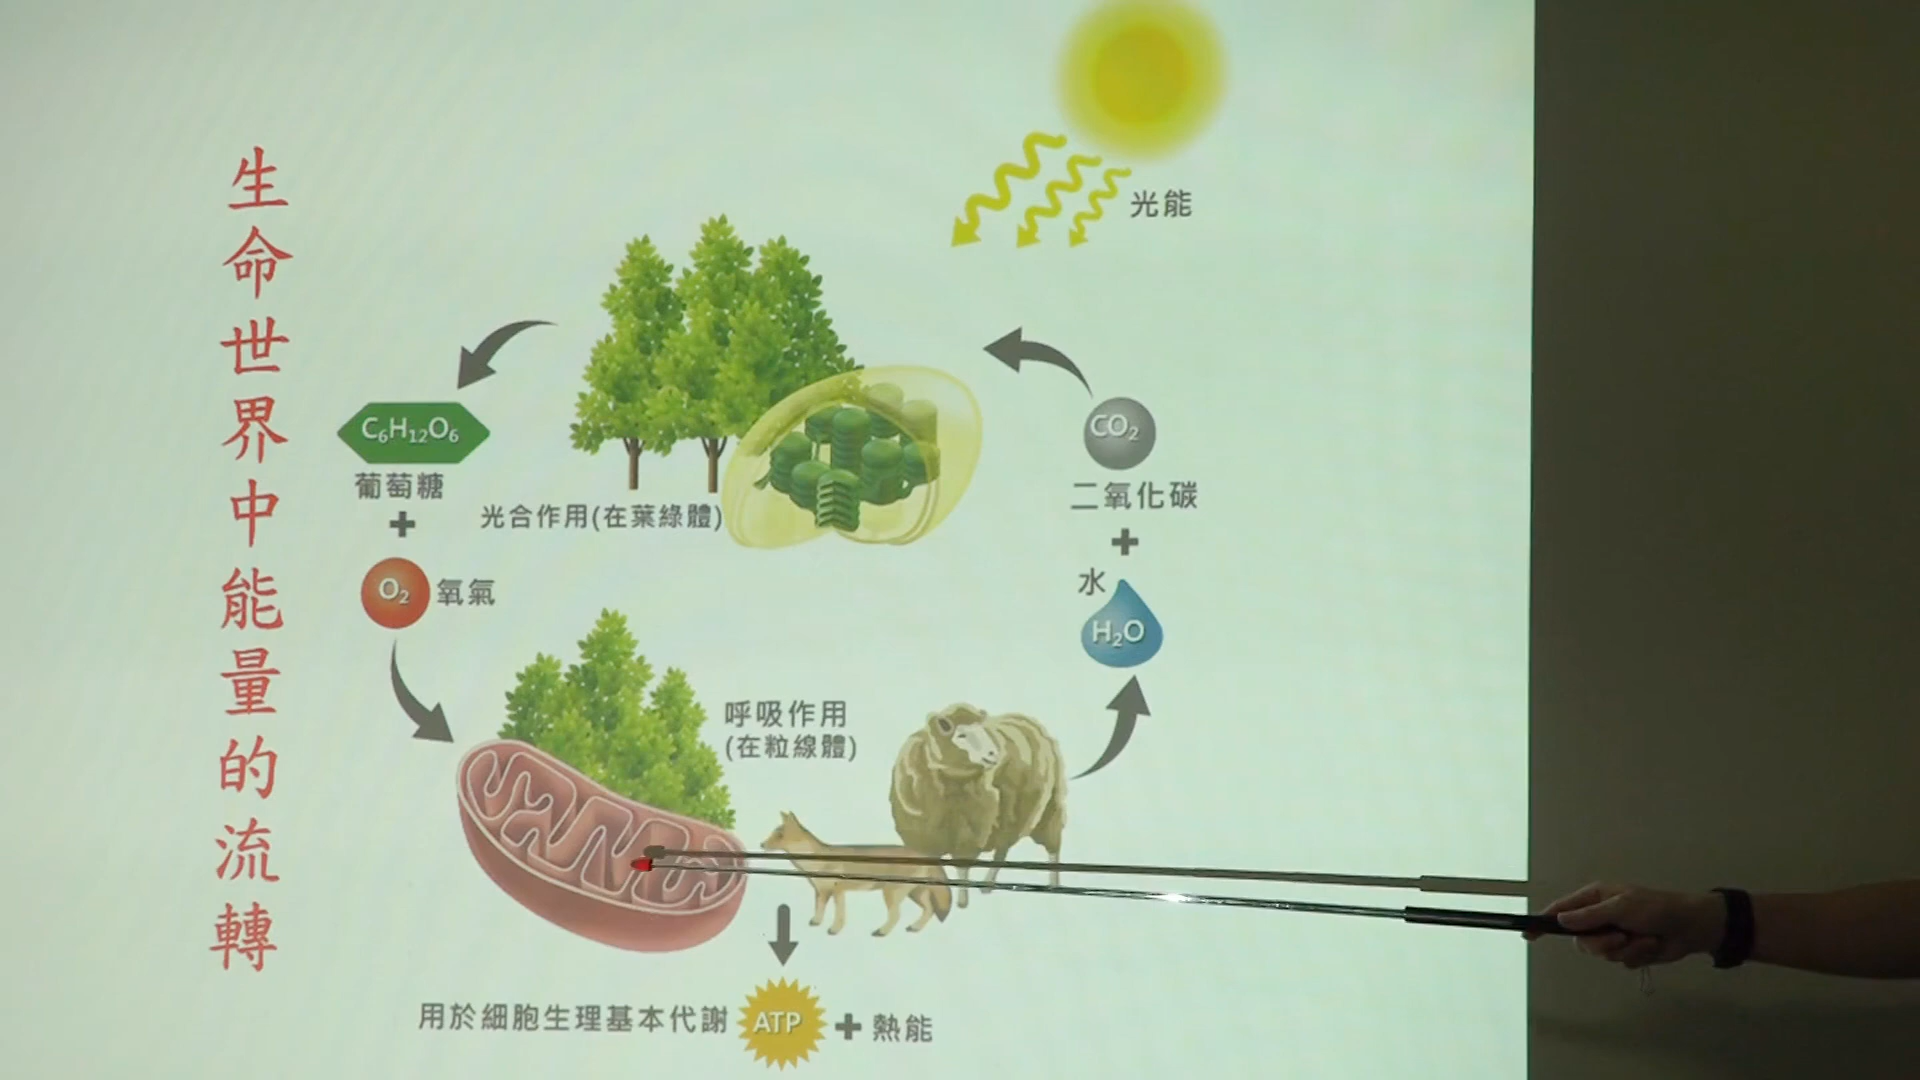 生命世界中能量的流轉
光能
C₆H₁₂O₆
葡萄糖
+
O₂ 氧氣
光合作用(在葉綠體)
CO₂
二氧化碳
+
水
H₂O
呼吸作用
(在粒線體)
用於細胞生理基本代謝 ATP + 熱能